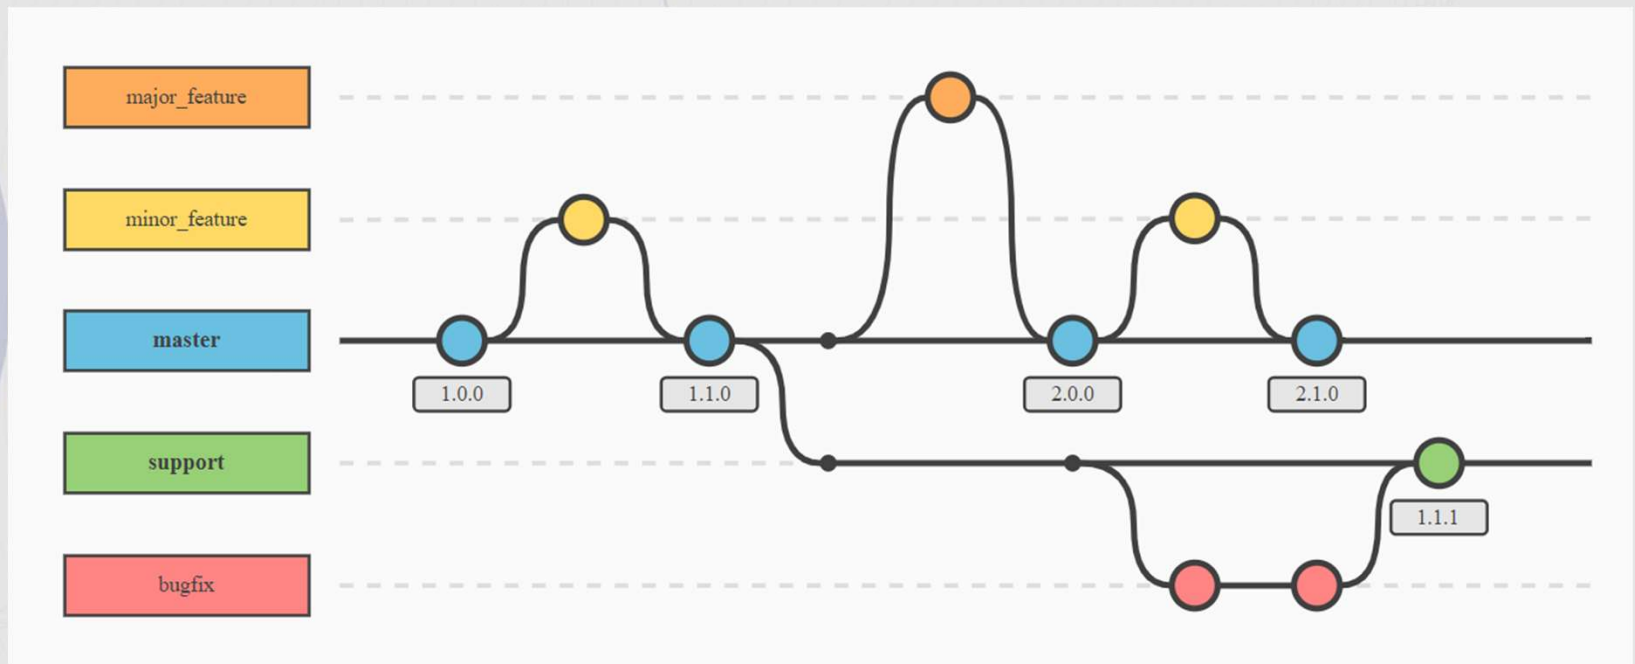 major_feature
minor_feature
master
1.0.0
1.1.0
2.0.0
2.1.0
support
1.1.1
bugfix